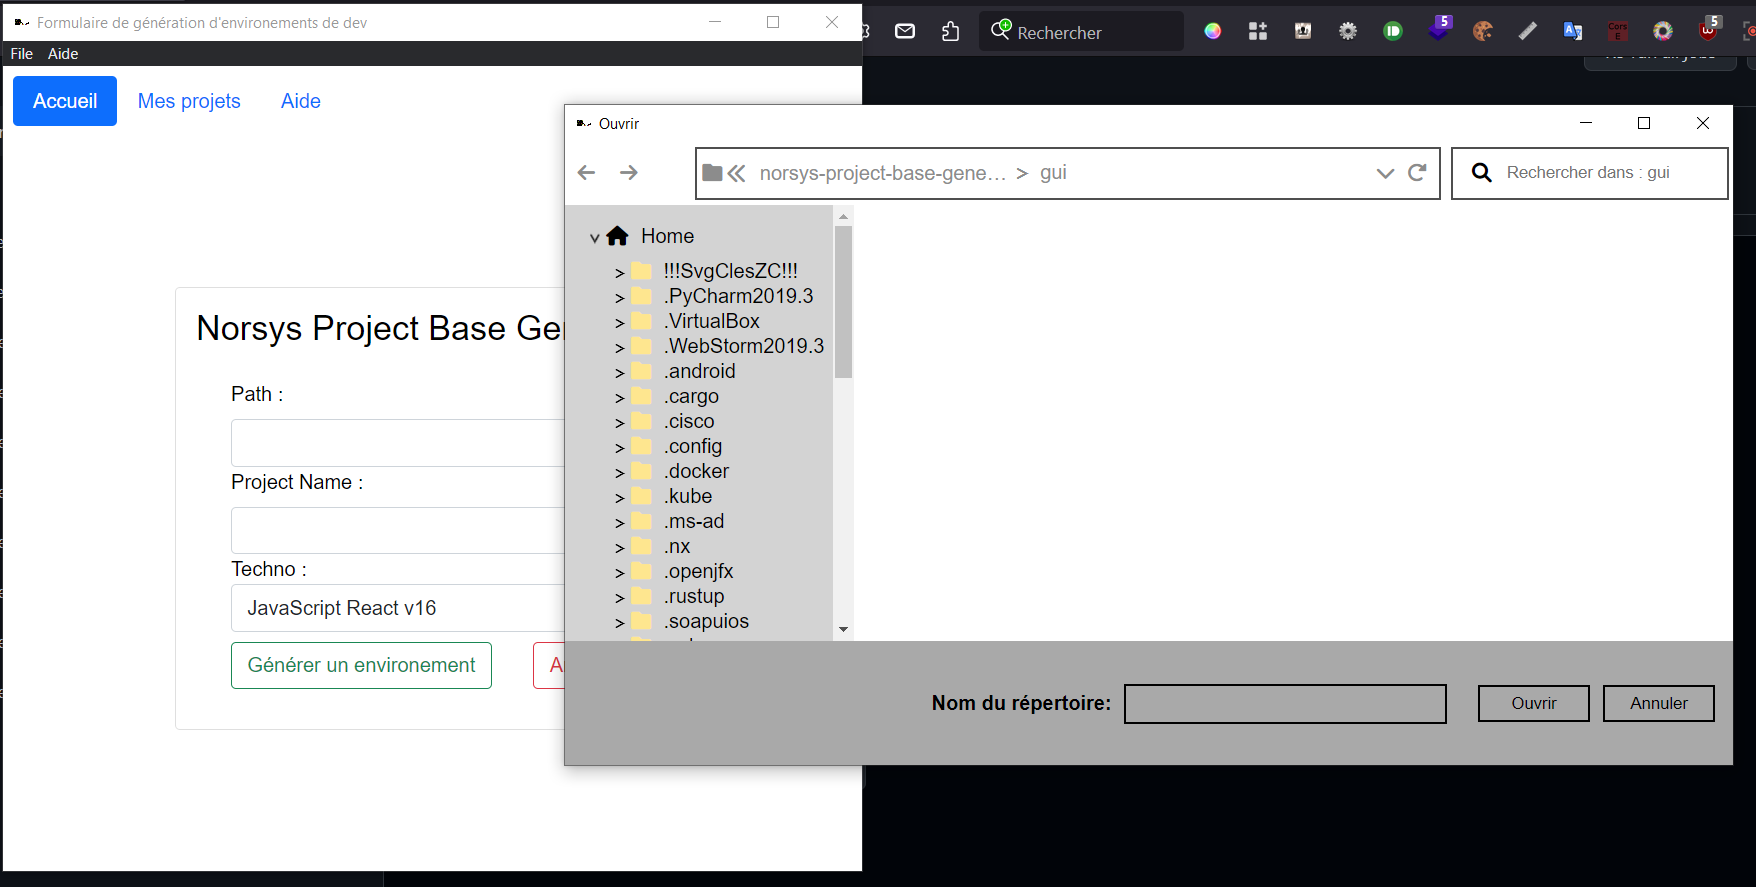 Formulaire de génération d'environements de dev
File Aide
Rechercher
5
5
Cors
E
Accueil Mes projets Aide
Norsys Project Base Ge
Path :
Project Name :
Techno :
JavaScript React v16
Générer un environement
A
Ouvrir
norsys-project-base-gene... > gui
Rechercher dans : gui
Home
!!!SvgClesZC!!!
.PyCharm2019.3
.VirtualBox
.WebStorm2019.3
.android
.cargo
.cisco
.config
.docker
.kube
.ms-ad
.nx
.openjfx
.rustup
.soapuios
Nom du répertoire:
Ouvrir Annuler